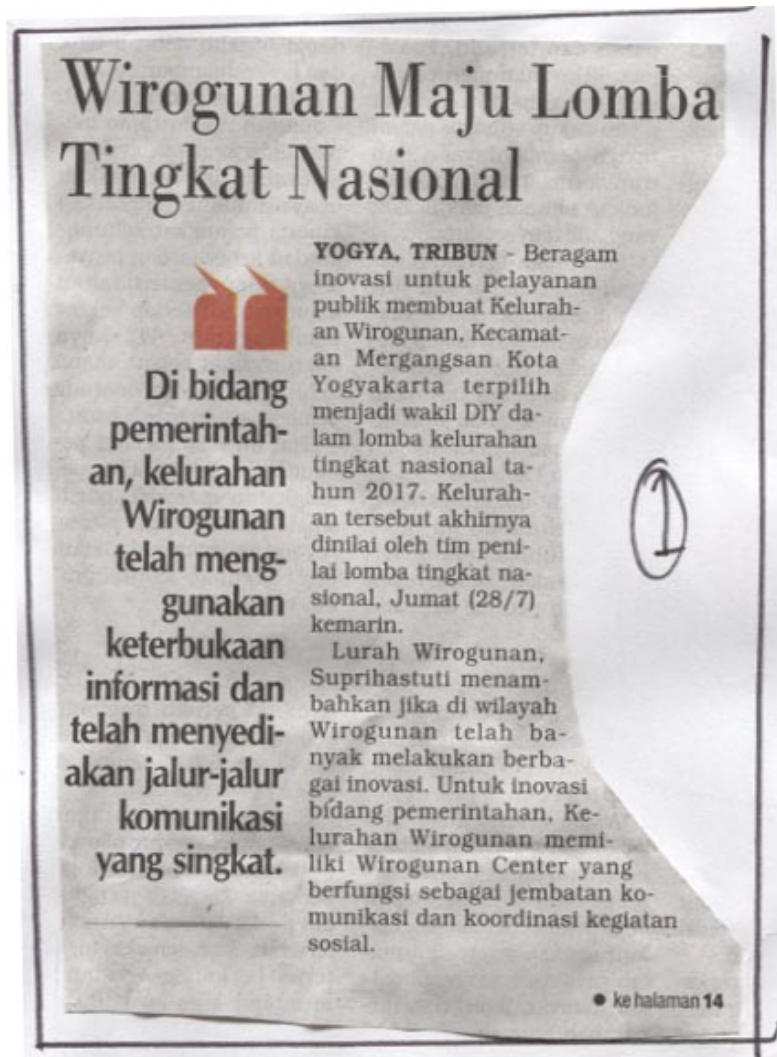 Wirogunan Maju Lomba
Tingkat Nasional
Di bidang
pemerintah-
an, kelurahan
Wirogunan
telah meng-
gunakan
keterbukaan
informasi dan
telah menyedi-
akan jalur-jalur
komunikasi
yang singkat.
YOGYA, TRIBUN - Beragam
inovasi untuk pelayanan
publik membuat Kelurah-
an Wirogunan, Kecamat-
an Mergangsan Kota
Yogyakarta terpilih
menjadi wakil DIY da-
lam lomba kelurahan
tingkat nasional ta-
hun 2017. Kelurah-
an tersebut akhirnya
dinilai oleh tim peni-
lai lomba tingkat na-
sional, Jumat (28/7)
kemarin.
Lurah Wirogunan,
Suprihastuti menam-
bahkan jika di wilayah
Wirogunan telah ba-
nyak melakukan berba-
gai inovasi. Untuk inovasi
bidang pemerintahan, Ke-
lurahan Wirogunan memi-
liki Wirogunan Center yang
berfungsi sebagai jembatan ko-
munikasi dan koordinasi kegiatan
sosial.
● ke halaman 14
1